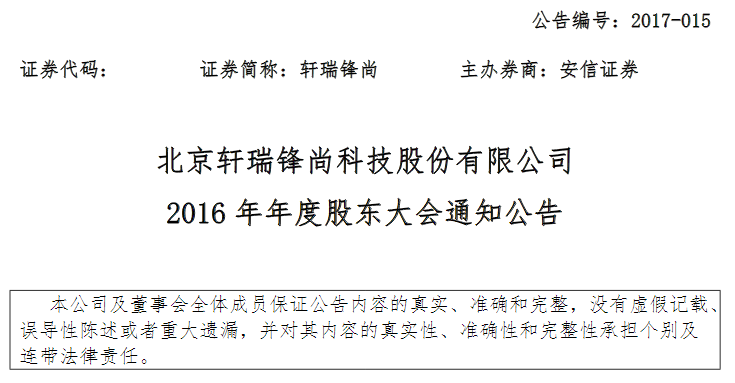 公告编号：2017-015
证券代码： 证券简称：轩瑞锋尚 主办券商：安信证券
北京轩瑞锋尚科技股份有限公司
2016 年年度股东大会通知公告
本公司及董事会全体成员保证公告内容的真实、准确和完整，没有虚假记载、
误导性陈述或者重大遗漏，并对其内容的真实性、准确性和完整性承担个别及
连带法律责任。